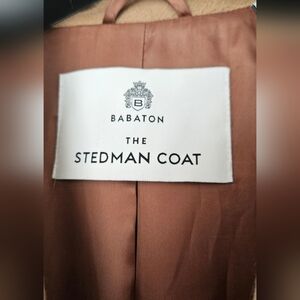 B
BABATON
THE
STEDMAN COAT